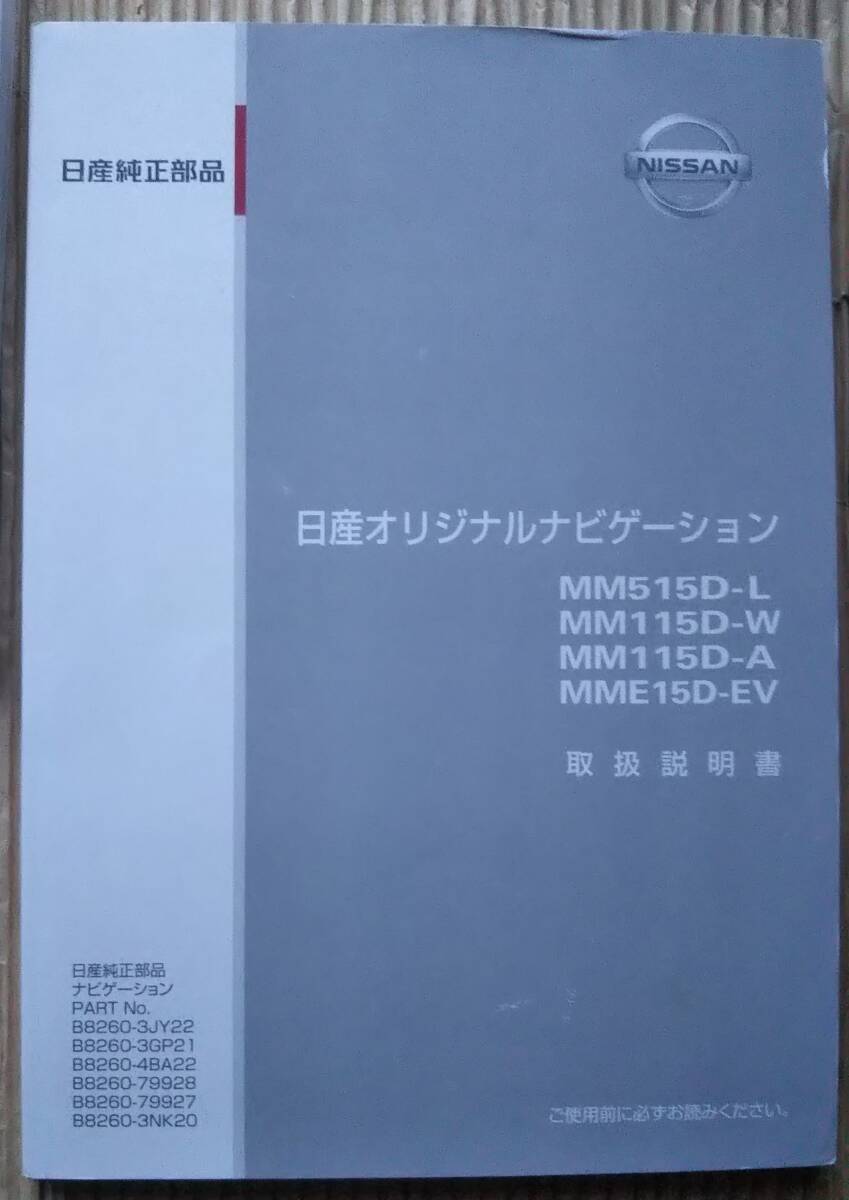 日産純正部品
NISSAN
日産オリジナルナビゲーション
MM515D-L
MM115D-W
MM115D-A
MME15D-EV
取扱説明書
日産純正部品
ナビゲーション
PART No.
B8260-3JY22
B8260-3GP21
B8260-4BA22
B8260-79928
B8260-79927
B8260-3NK20
ご使用前に必ずお読みください。